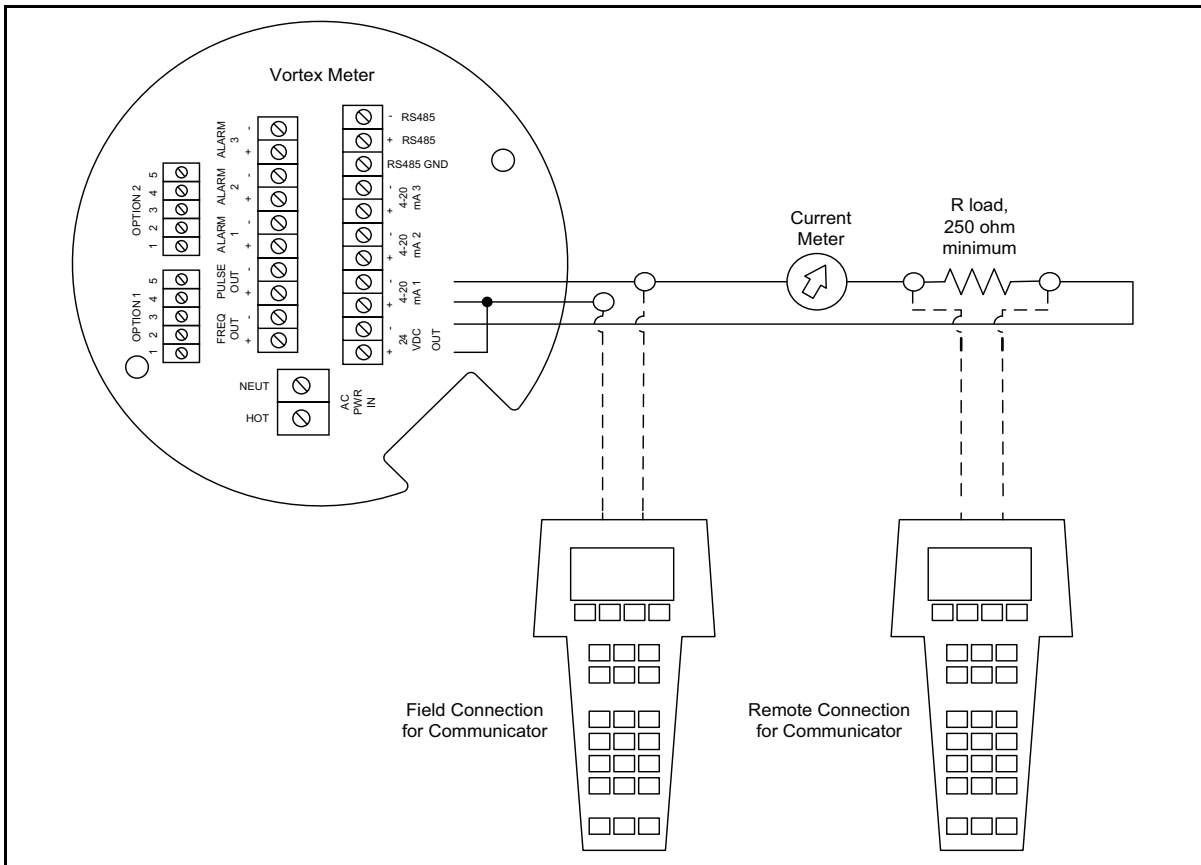 Vortex Meter
- RS485
+ RS485
RS485 GND
-
+
4-20
mA 3
-
+
4-20
mA 2
-
+
4-20
mA 1
-
+
24
VDC
OUT
ALARM
3
-
+
ALARM
2
-
+
ALARM
1
-
+
PULSE
OUT
-
+
FREQ
OUT
-
+
OPTION 2
5
4
3
2
1
OPTION 1
5
4
3
2
1
NEUT
HOT
AC
PWR
IN
Current
Meter
R load,
250 ohm
minimum
Field Connection
for Communicator
Remote Connection
for Communicator